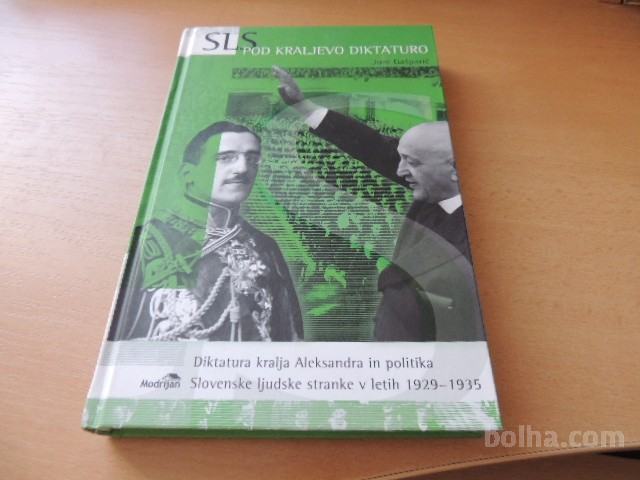 SLS POD KRALJEVO DIKTATURO
Jure Gašparič
Diktatura kralja Aleksandra in politika
Slovenske ljudske stranke v letih 1929–1935
Modrijan
bolha.com